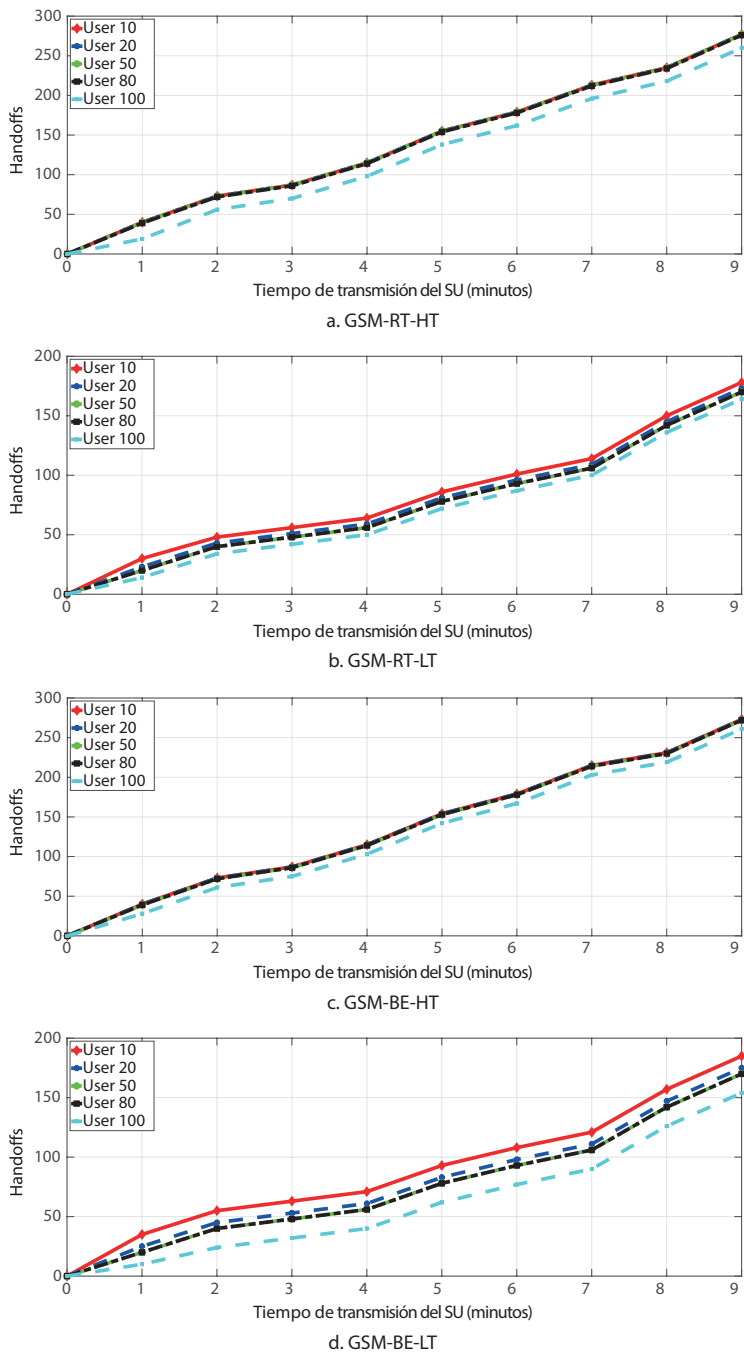 300
250
200
150
100
50
0
Handoffs
User 10
User 20
User 50
User 80
User 100
0 1 2 3 4 5 6 7 8 9
Tiempo de transmisión del SU (minutos)
a. GSM-RT-HT
200
150
100
50
0
Handoffs
User 10
User 20
User 50
User 80
User 100
0 1 2 3 4 5 6 7 8 9
Tiempo de transmisión del SU (minutos)
b. GSM-RT-LT
300
250
200
150
100
50
0
Handoffs
User 10
User 20
User 50
User 80
User 100
0 1 2 3 4 5 6 7 8 9
Tiempo de transmisión del SU (minutos)
c. GSM-BE-HT
200
150
100
50
0
Handoffs
User 10
User 20
User 50
User 80
User 100
0 1 2 3 4 5 6 7 8 9
Tiempo de transmisión del SU (minutos)
d. GSM-BE-LT